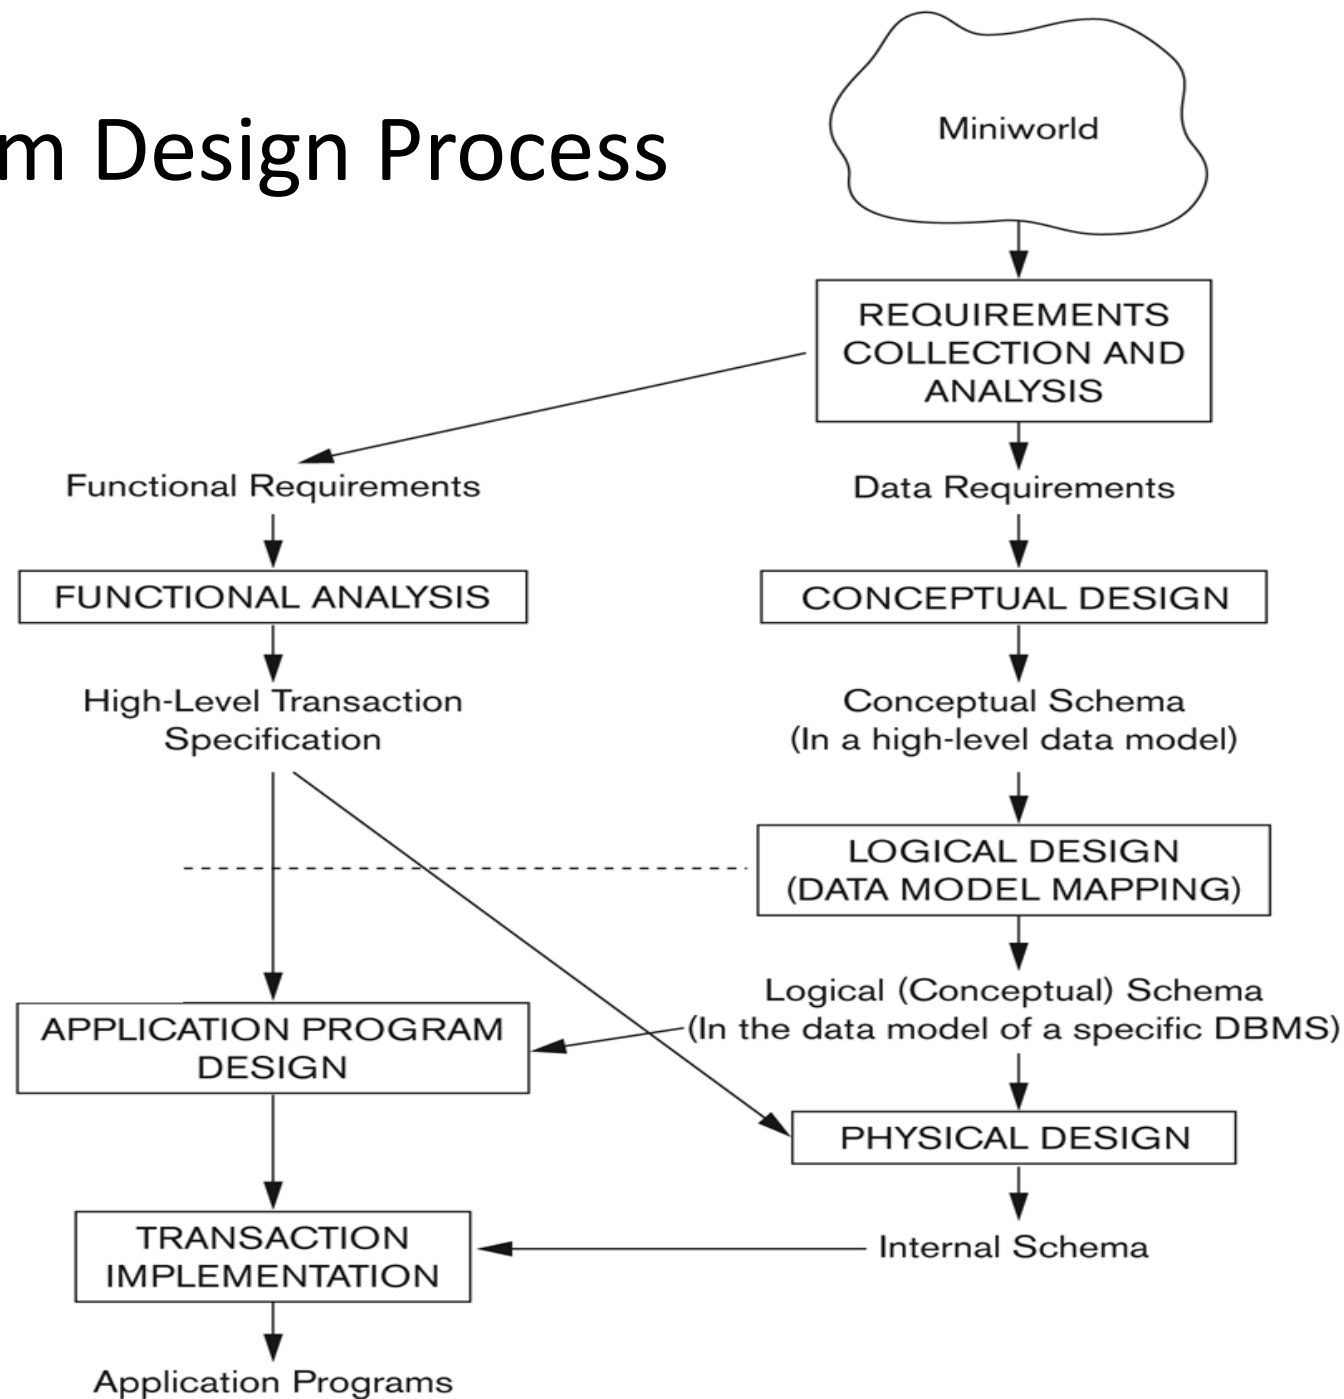 m Design Process
Miniworld
REQUIREMENTS
COLLECTION AND
ANALYSIS
Functional Requirements
Data Requirements
FUNCTIONAL ANALYSIS
CONCEPTUAL DESIGN
High-Level Transaction
Specification
Conceptual Schema
(In a high-level data model)
LOGICAL DESIGN
(DATA MODEL MAPPING)
Logical (Conceptual) Schema
(In the data model of a specific DBMS)
APPLICATION PROGRAM
DESIGN
PHYSICAL DESIGN
TRANSACTION
IMPLEMENTATION
Internal Schema
Application Programs